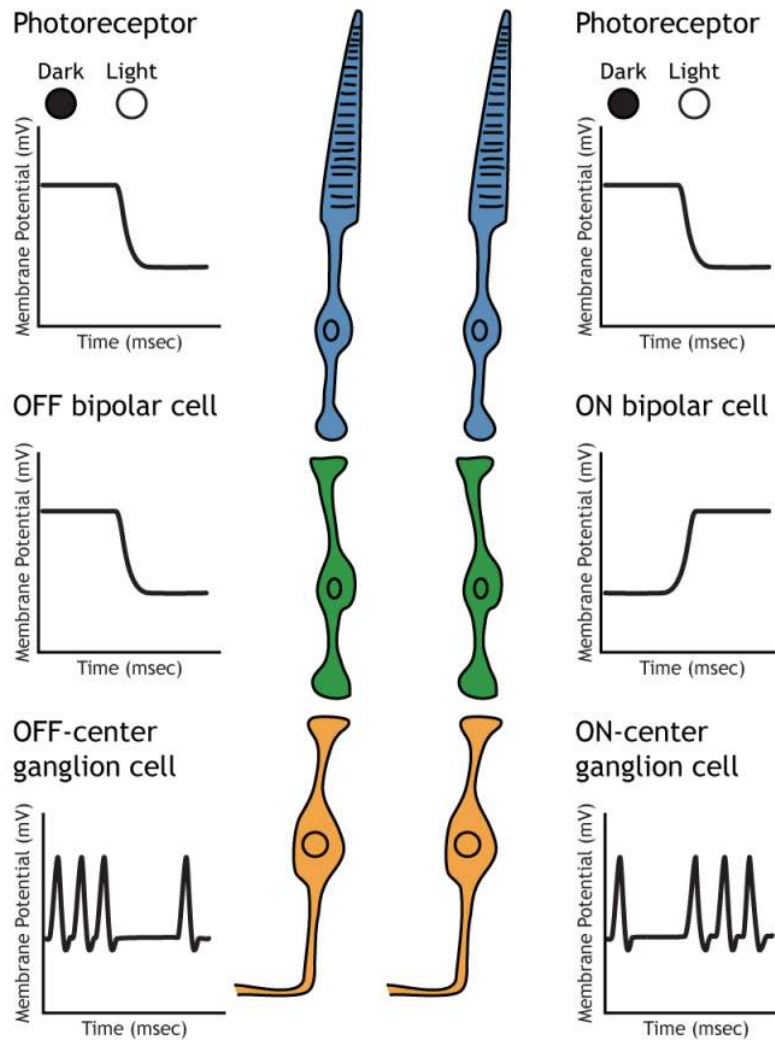 Photoreceptor
Dark Light
Membrane Potential (mV)
Time (msec)
OFF bipolar cell
Membrane Potential (mV)
Time (msec)
OFF-center
ganglion cell
Membrane Potential (mV)
Time (msec)
Photoreceptor
Dark Light
Membrane Potential (mV)
Time (msec)
ON bipolar cell
Membrane Potential (mV)
Time (msec)
ON-center
ganglion cell
Membrane Potential (mV)
Time (msec)